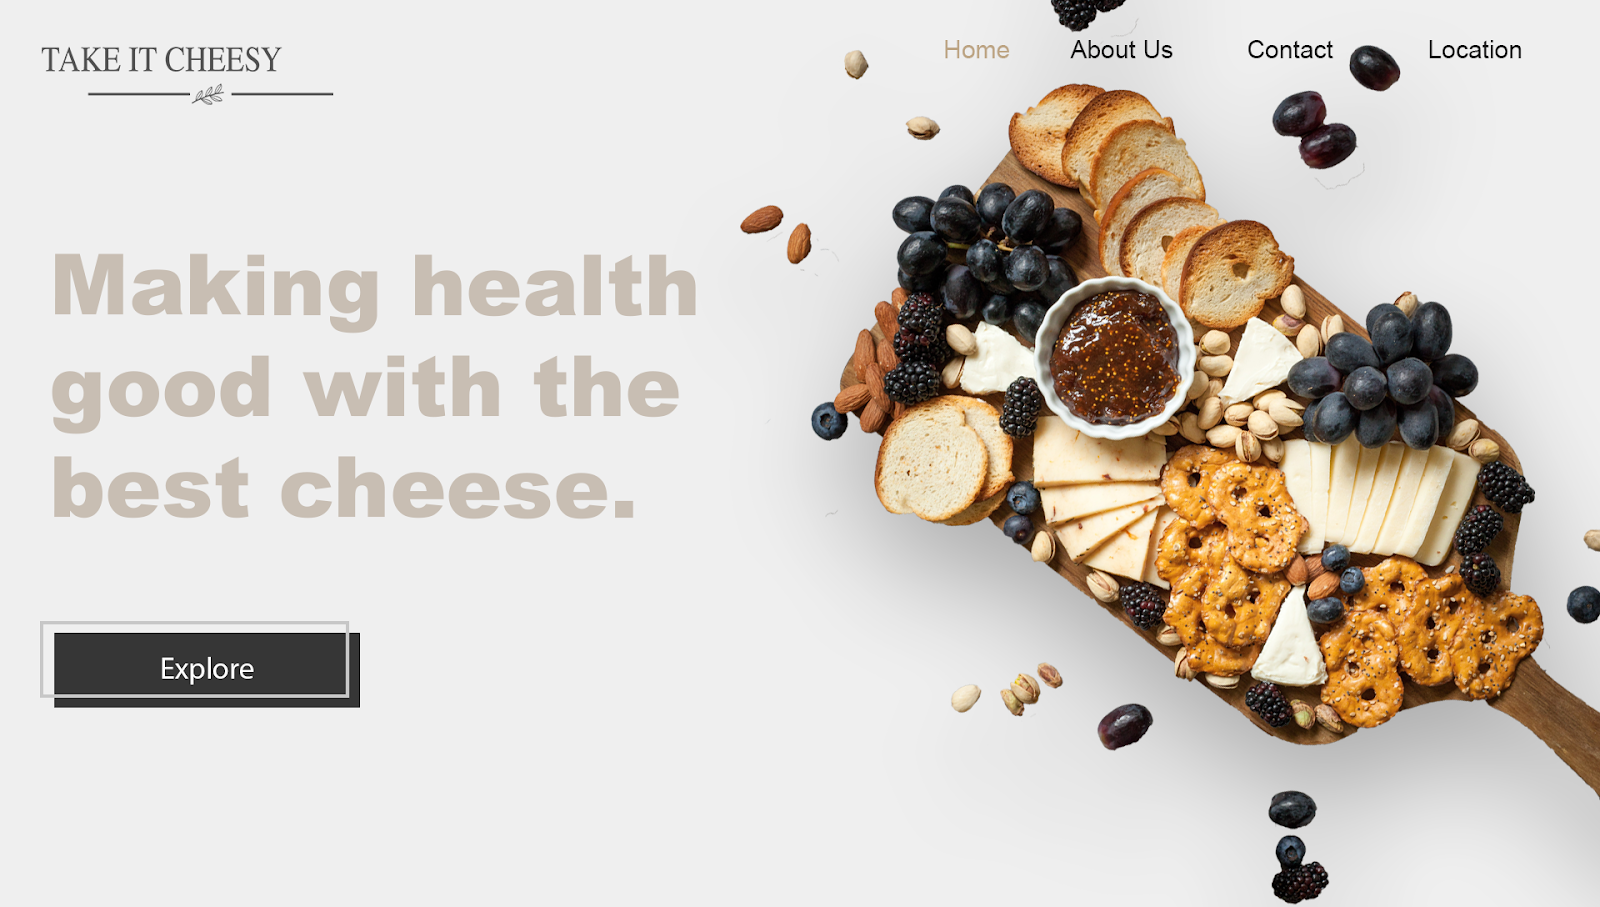 TAKE IT CHEESY
Home
About Us
Contact
Location
Making health
good with the
best cheese.
Explore